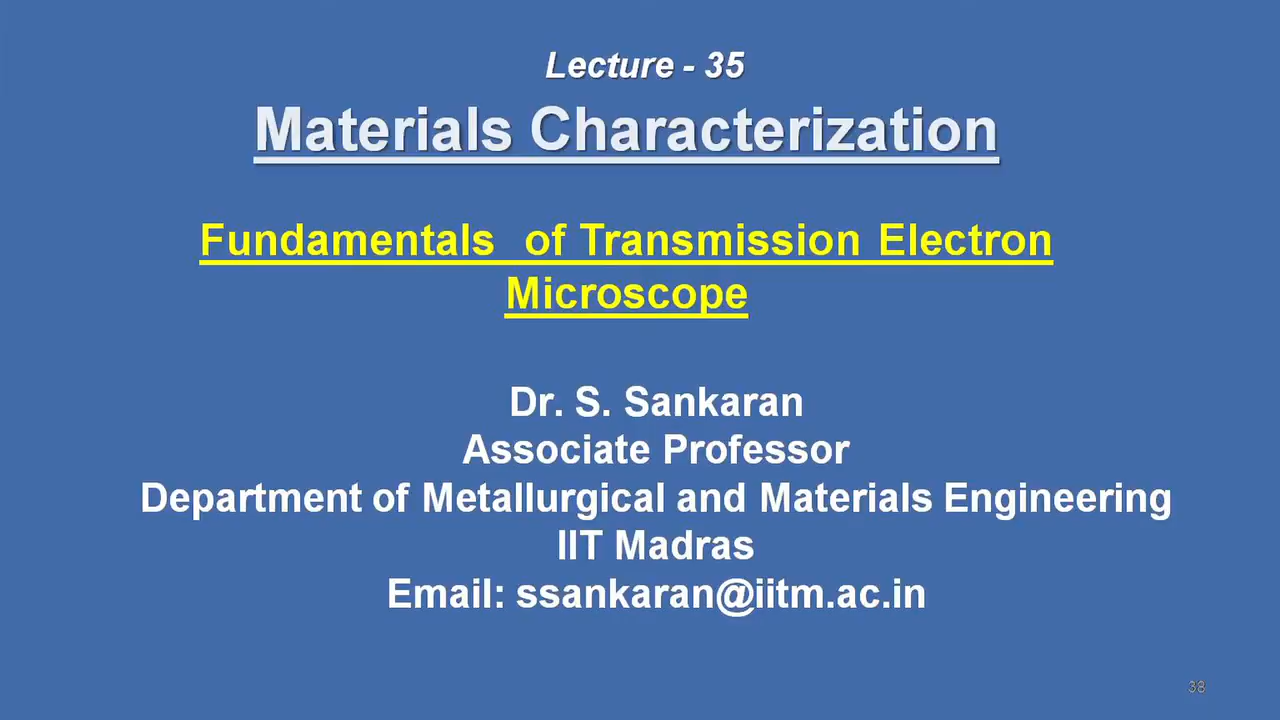 Lecture - 35
Materials Characterization
Fundamentals of Transmission Electron
Microscope
Dr. S. Sankaran
Associate Professor
Department of Metallurgical and Materials Engineering
IIT Madras
Email: ssankaran@iitm.ac.in
38